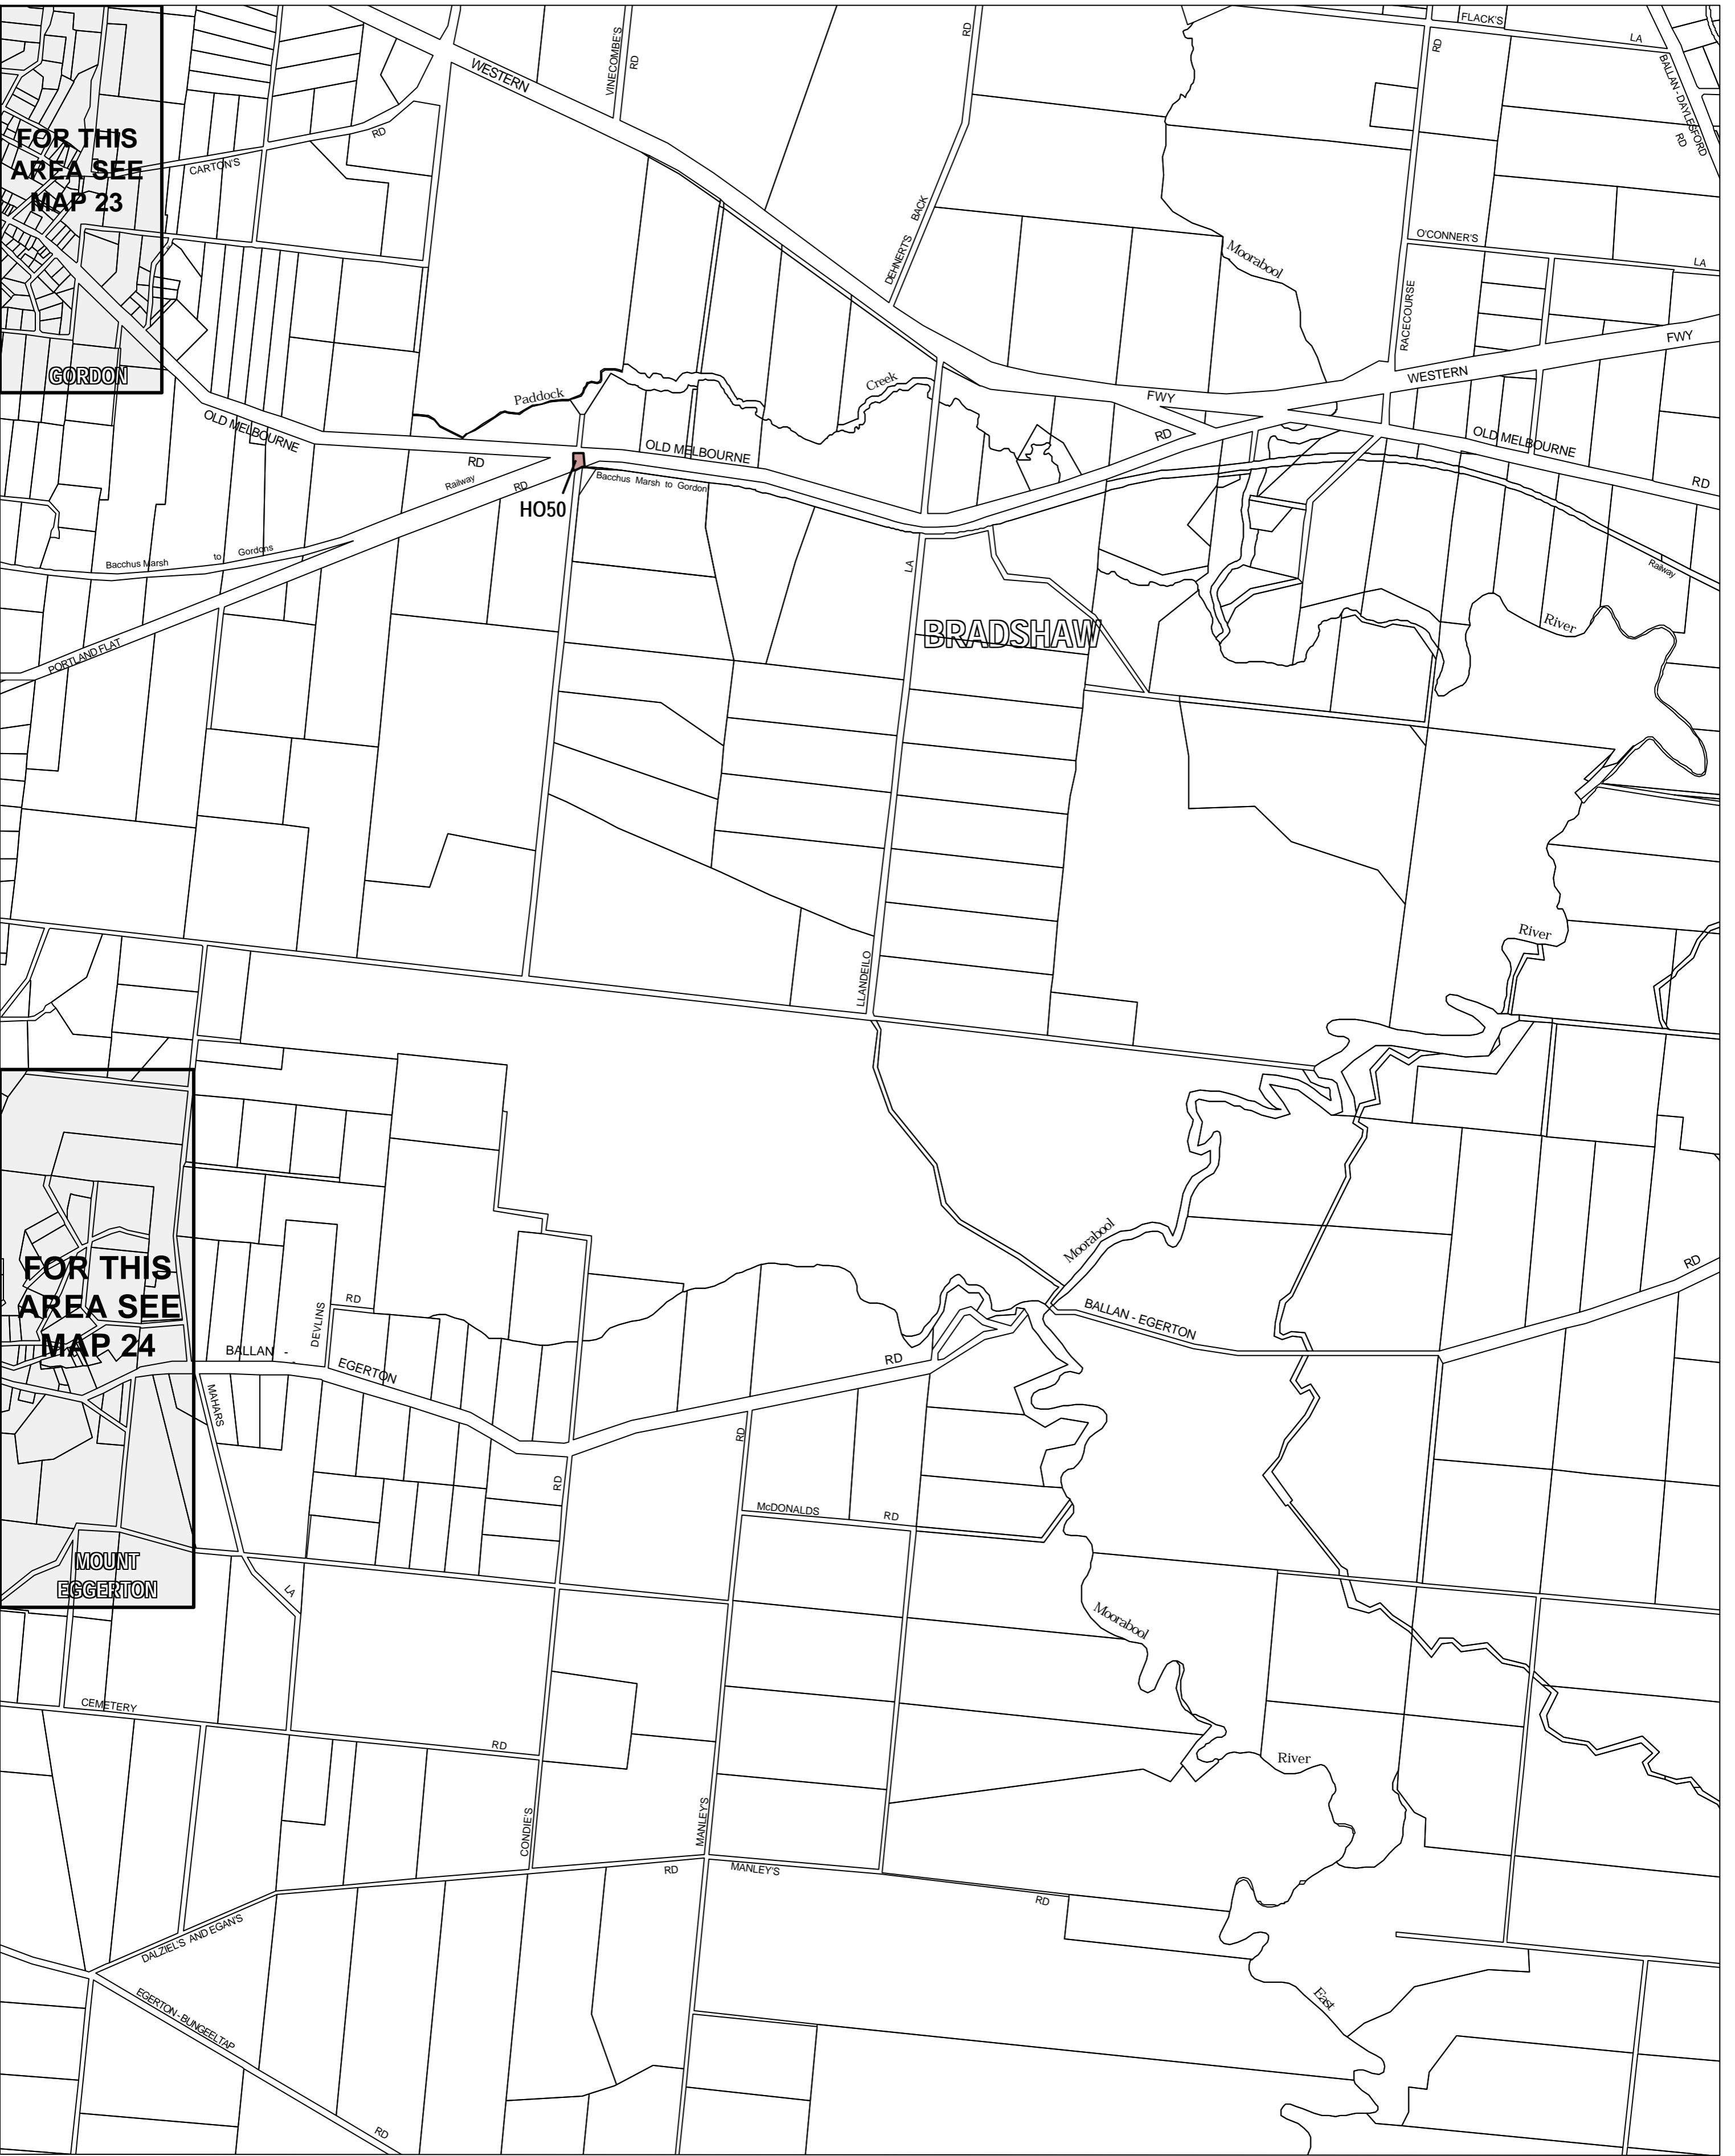 FLACK'S
LA
RD
BALLAN - DAYLESFORD
RD
RD
VINECOMBE'S
RD
WESTERN
FOR THIS
AREA SEE
MAP 23
CARTON'S
RD
DEHNERT'S BACK
Moorabool
O'CONNER'S
LA
RACECOURSE
FWY
WESTERN
GORDON
Paddock
Creek
FWY
RD
OLD MELBOURNE
OLD MELBOURNE
OLD MELBOURNE
RD
Railway
RD
HO50
Bacchus Marsh to Gordon
RD
Bacchus Marsh to Gordons
Railway
LA
BRADSHAW
River
PORTLAND FLAT
River
LLANDEILO
FOR THIS
AREA SEE
MAP 24
Moorabool
RD
DEVLINS
RD
BALLAN - EGERTON
BALLAN -
EGERTON
RD
MAHARS
RD
RD
McDONALDS
RD
MOUNT
EGGERTON
LA
Moorabool
CEMETERY
RD
River
CONDIE'S
MANLEY'S
RD
MANLEY'S
RD
DALZIEL'S AND EGAN'S
East
EGERTON - BUNGEELTAP
RD